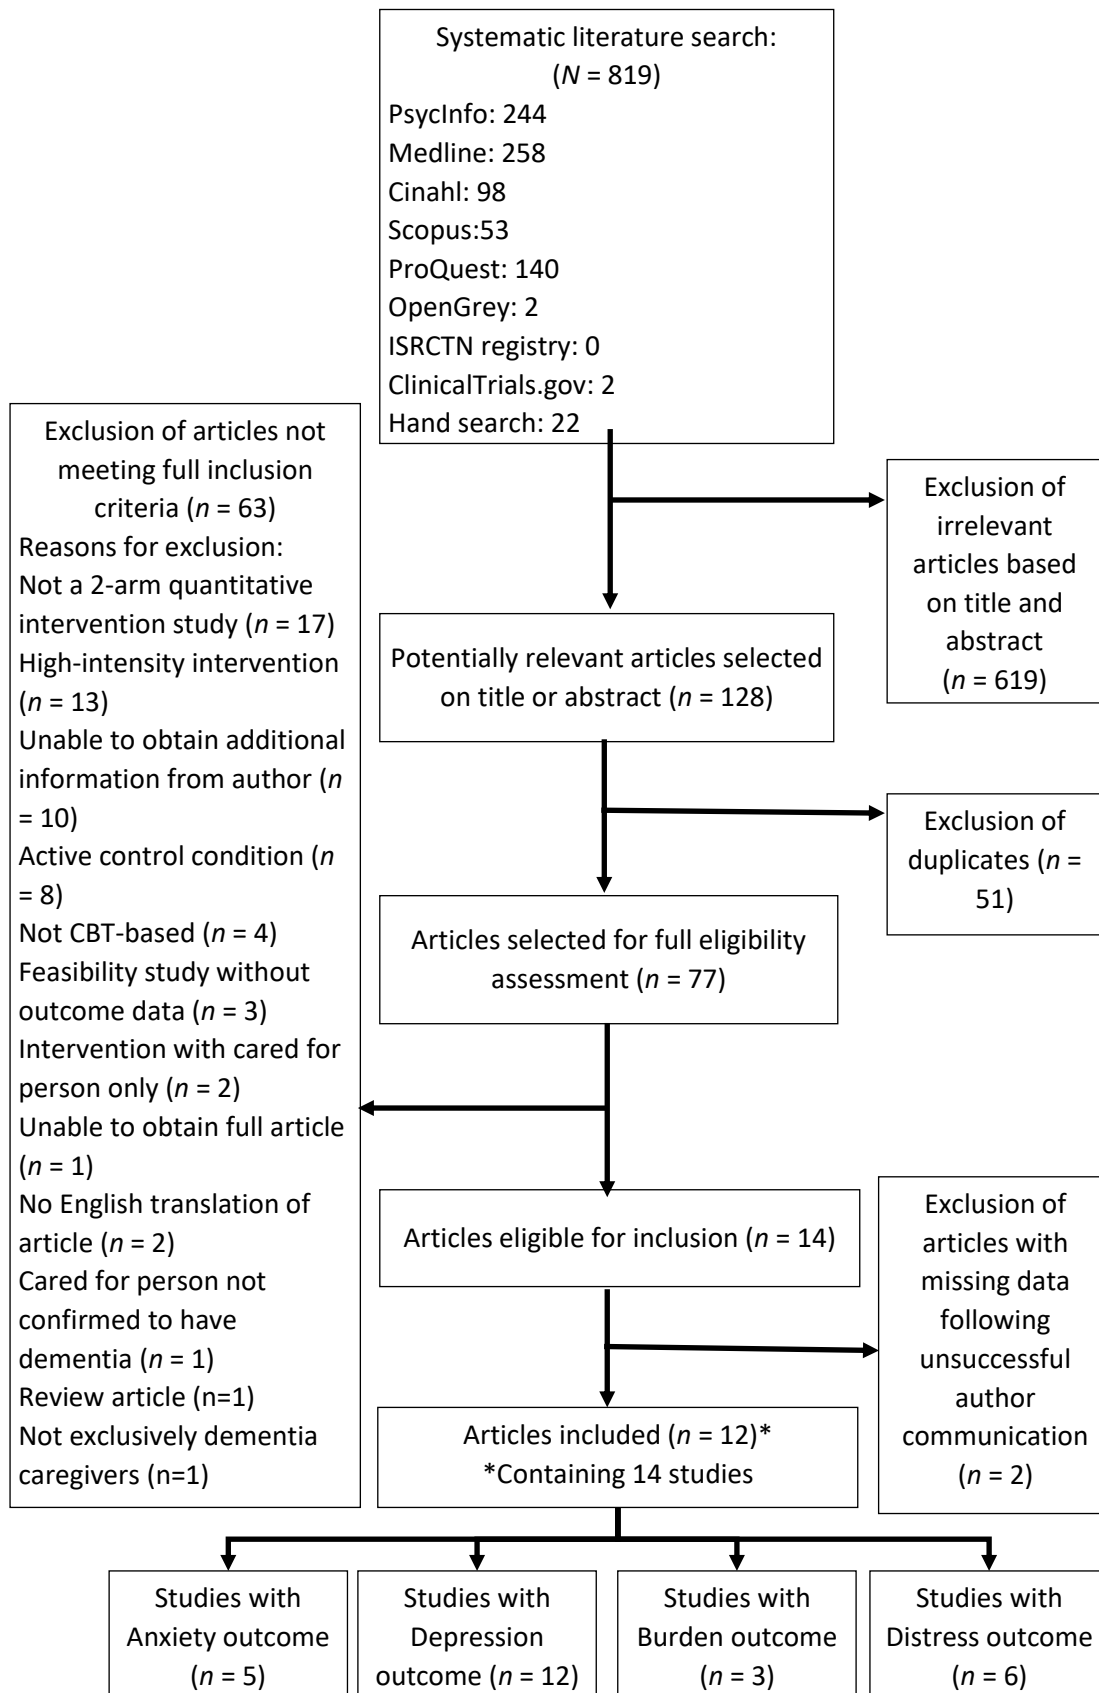 Systematic literature search:
(N = 819)
PsycInfo: 244
Medline: 258
Cinahl: 98
Scopus:53
ProQuest: 140
OpenGrey: 2
ISRCTN registry: 0
ClinicalTrials.gov: 2
Hand search: 22
Exclusion of
irrelevant
articles based
on title and
abstract
(n = 619)
Potentially relevant articles selected
on title or abstract (n = 128)
Exclusion of
duplicates (n =
51)
Articles selected for full eligibility
assessment (n = 77)
Exclusion of articles not
meeting full inclusion
criteria (n = 63)
Reasons for exclusion:
Not a 2-arm quantitative
intervention study (n = 17)
High-intensity intervention
(n = 13)
Unable to obtain additional
information from author (n
= 10)
Active control condition (n
= 8)
Not CBT-based (n = 4)
Feasibility study without
outcome data (n = 3)
Intervention with cared for
person only (n = 2)
Unable to obtain full article
(n = 1)
No English translation of
article (n = 2)
Cared for person not
confirmed to have
dementia (n = 1)
Review article (n=1)
Not exclusively dementia
caregivers (n=1)
Articles eligible for inclusion (n = 14)
Exclusion of
articles with
missing data
following
unsuccessful
author
communication
(n = 2)
Articles included (n = 12)*
*Containing 14 studies
Studies with
Anxiety outcome
(n = 5)
Studies with
Depression
outcome (n = 12)
Studies with
Burden outcome
(n = 3)
Studies with
Distress outcome
(n = 6)